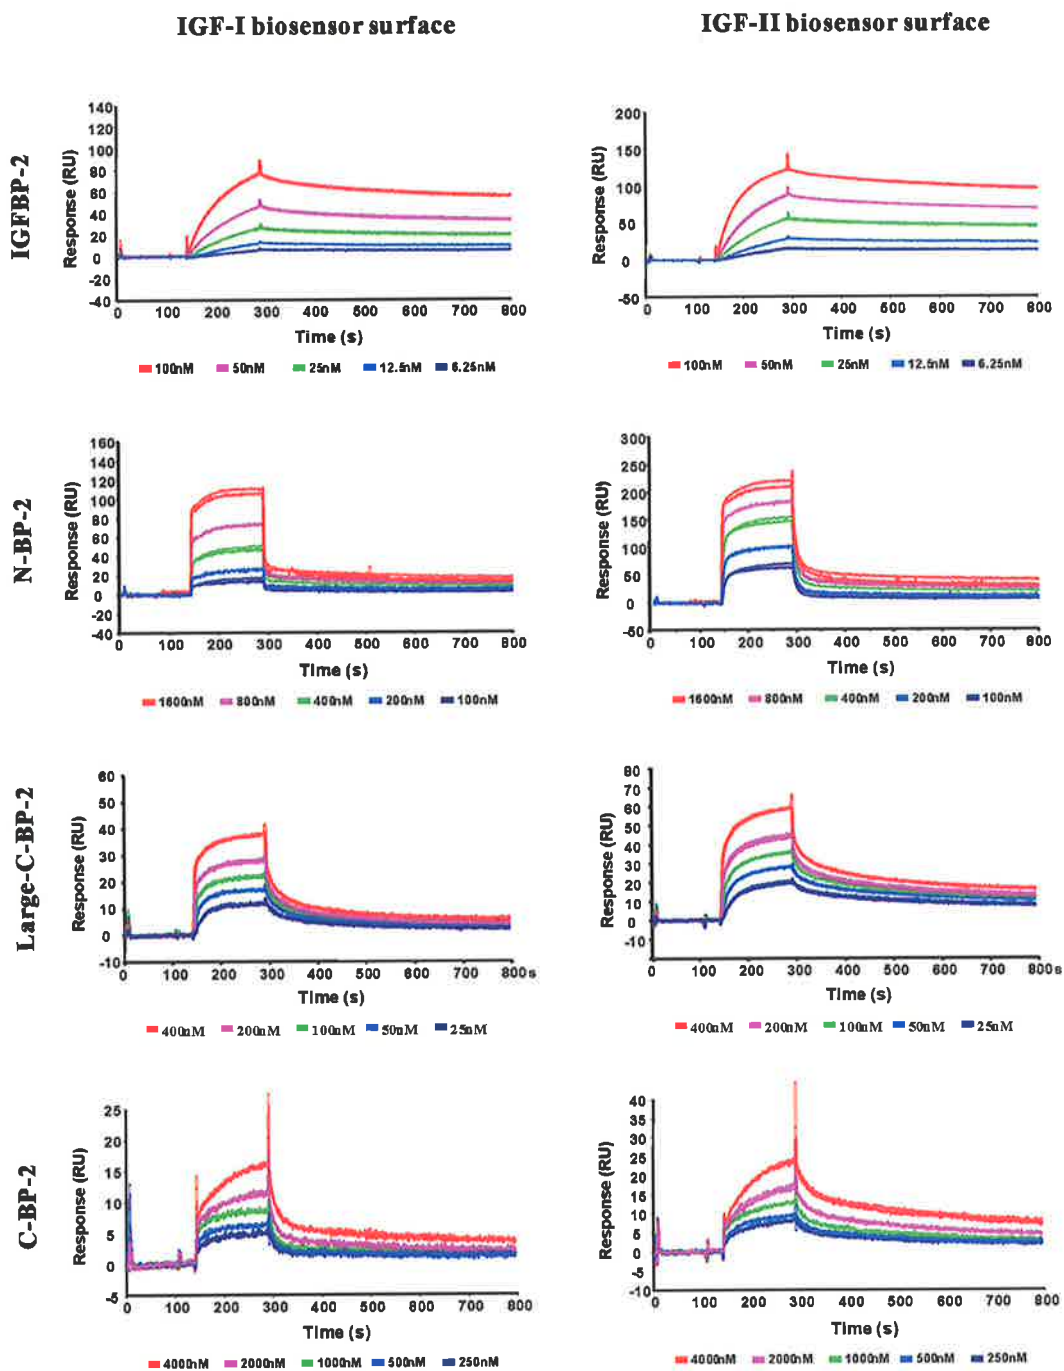 IGF-I biosensor surface
IGF-II biosensor surface
IGFBP-2
Response (RU)
140
120
100
80
60
40
20
0
-20
-40
0 100 200 300 400 500 600 700 800
Time (s)
100nM 50nM 25nM 12.5nM 6.25nM
Response (RU)
200
150
100
50
0
-50
0 100 200 300 400 500 600 700 800
Time (s)
100nM 50nM 25nM 12.5nM 6.25nM
N-BP-2
Response (RU)
160
140
120
100
80
60
40
20
0
-20
-40
0 100 200 300 400 500 600 700 800
Time (s)
1600nM 800nM 400nM 200nM 100nM
Response (RU)
300
250
200
150
100
50
0
-50
0 100 200 300 400 500 600 700 800
Time (s)
1600nM 800nM 400nM 200nM 100nM
Large-C-BP-2
Response (RU)
60
50
40
30
20
10
0
-10
0 100 200 300 400 500 600 700 800s
Time (s)
400nM 200nM 100nM 50nM 25nM
Response (RU)
80
70
60
50
40
30
20
10
0
-10
0 100 200 300 400 500 600 700 800s
Time (s)
400nM 200nM 100nM 50nM 25nM
C-BP-2
Response (RU)
25
20
15
10
5
0
-5
0 100 200 300 400 500 600 700 800
Time (s)
4000nM 2000nM 1000nM 500nM 250nM
Response (RU)
40
35
30
25
20
15
10
5
0
-5
-10
0 100 200 300 400 500 600 700 800
Time (s)
4000nM 2000nM 1000nM 500nM 250nM